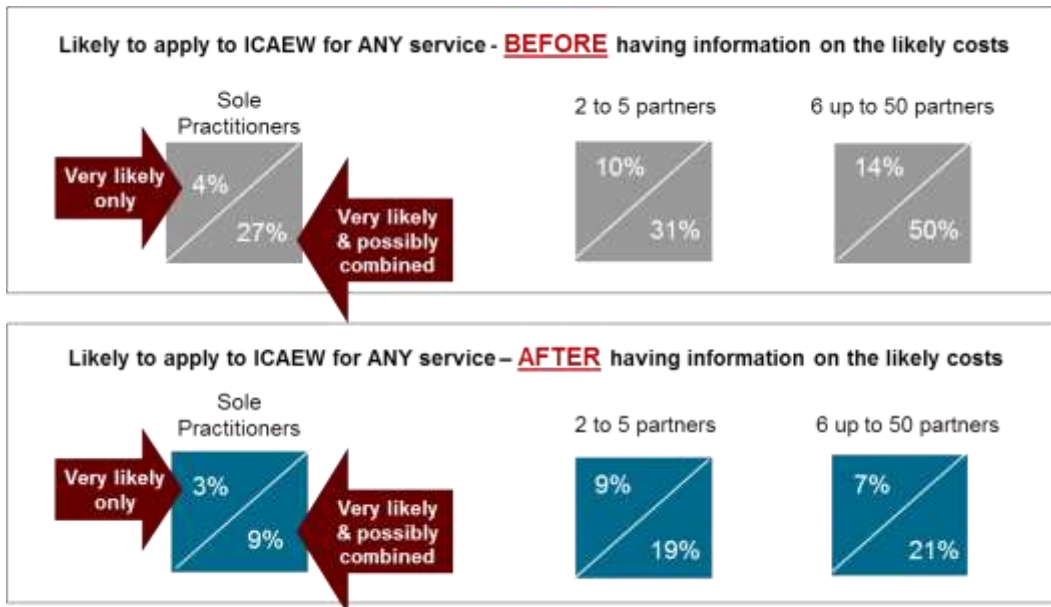 Likely to apply to ICAEW for ANY service - BEFORE having information on the likely costs
Sole
Practitioners
2 to 5 partners
6 up to 50 partners
Very likely
only
4%
27%
Very likely
& possibly
combined
10%
31%
14%
50%
Likely to apply to ICAEW for ANY service – AFTER having information on the likely costs
Sole
Practitioners
2 to 5 partners
6 up to 50 partners
Very likely
only
3%
9%
Very likely
& possibly
combined
9%
19%
7%
21%